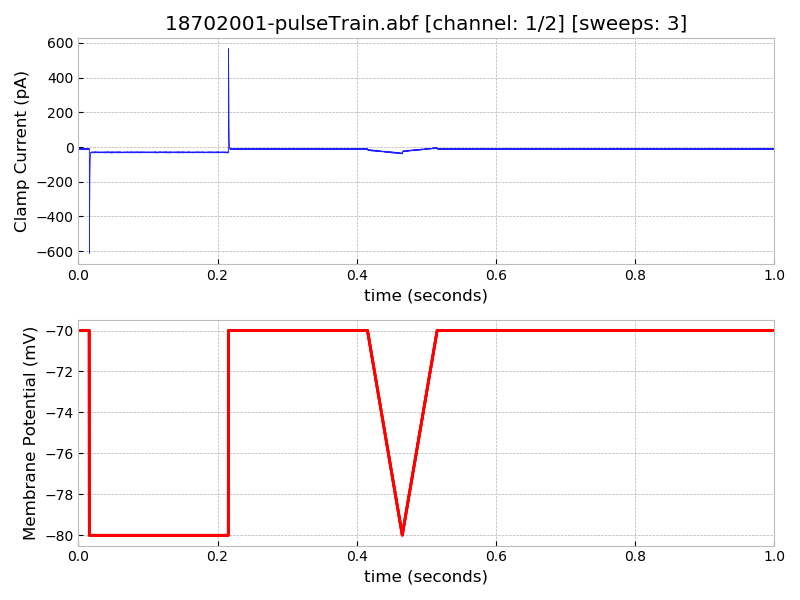 18702001-pulseTrain.abf [channel: 1/2] [sweeps: 3]
Clamp Current (pA)
600
400
200
0
−200
−400
−600
0.0 0.2 0.4 0.6 0.8 1.0
time (seconds)
Membrane Potential (mV)
−70
−72
−74
−76
−78
−80
0.0 0.2 0.4 0.6 0.8 1.0
time (seconds)